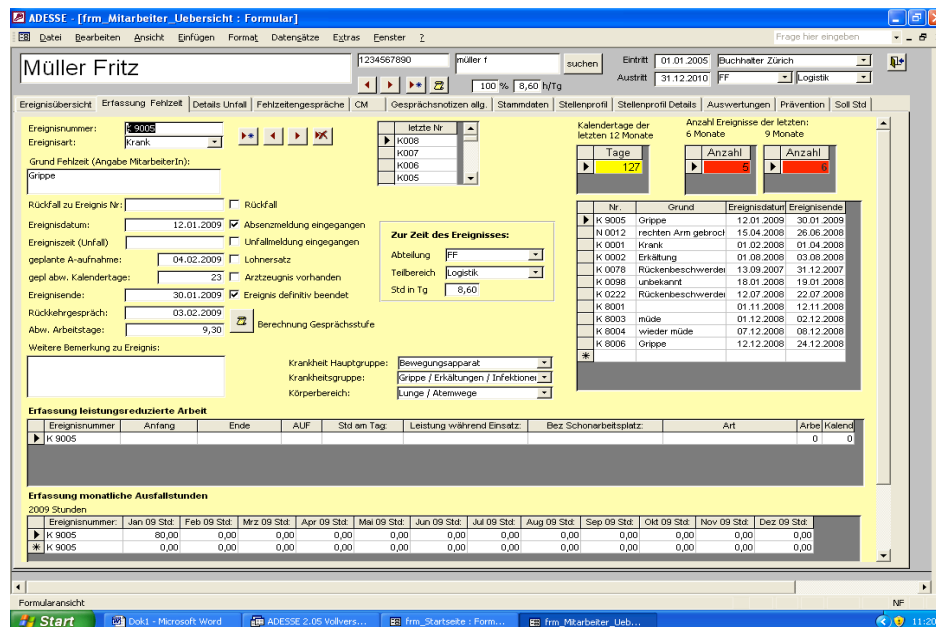 ADESSE - [frm_Mitarbeiter_Uebersicht : Formular]
Datei Bearbeiten Ansicht Einfügen Format Datensätze Extras Fenster ? Frage hier eingeben
Müller Fritz 1234567890 müller f suchen Eintritt 01.01.2005 Buchhalter Zürich
100 % 8,60 h/Tg Austritt 31.12.2010 FF Logistik
Ereignisübersicht Erfassung Fehlzeit Details Unfall Fehlzeitengespräche CM Gesprächsnotizen allg. Stammdaten Stellenprofil Stellenprofil Details Auswertungen Prävention Soll Std
Ereignisnummer: K 9005
Ereignisart: Krank
Grund Fehlzeit (Angabe MitarbeiterIn):
Grippe
letzte Nr
K008
K007
K006
K005
Kalendertage der letzten 12 Monate
Tage
127
Anzahl Ereignisse der letzten:
6 Monate 9 Monate
Anzahl Anzahl
5 6
Rückfall zu Ereignis Nr: Rückfall
Ereignisdatum: 12.01.2009 Absenzmeldung eingegangen
Ereigniszeit (Unfall) Unfallmeldung eingegangen
geplante A-aufnahme: 04.02.2009 Lohnersatz
gepl abw. Kalendertage: 23 Arztzeugnis vorhanden
Ereignisende: 30.01.2009 Ereignis definitiv beendet
Rückkehrgespräch: 03.02.2009
Abw. Arbeitstage: 9,30 Berechnung Gesprächsstufe
Zur Zeit des Ereignisses:
Abteilung FF
Teilbereich Logistik
Std in Tg 8,60
Nr. Grund Ereignisdatum Ereignisende
K 9005 Grippe 12.01.2009 30.01.2009
N 0012 rechten Arm gebroch 15.04.2008 26.06.2008
K 0001 Krank 01.02.2008 01.04.2008
K 0002 Erkältung 01.08.2008 03.08.2008
K 0078 Rückenbeschwerden 13.09.2007 31.12.2007
K 0098 unbekannt 18.01.2008 19.01.2008
K 0222 Rückenbeschwerden 12.07.2008 22.07.2008
K 8001 01.11.2008 12.11.2008
K 8003 müde 01.12.2008 02.12.2008
K 8004 wieder müde 07.12.2008 08.12.2008
K 8006 Grippe 12.12.2008 24.12.2008
Weitere Bemerkung zu Ereignis:
Krankheit Hauptgruppe: Bewegungsapparat
Krankheitsgruppe: Grippe / Erkältungen / Infektionen
Körperbereich: Lunge / Atemwege
Erfassung leistungsreduzierte Arbeit
Ereignisnummer Anfang Ende AUF Std am Tag: Leistung während Einsatz: Bez Schonarbeitsplatz: Art Arbe Kalend
K 9005 0 0
Erfassung monatliche Ausfallstunden
2009 Stunden
Ereignisnummer: Jan 09 Std: Feb 09 Std: Mrz 09 Std: Apr 09 Std: Mai 09 Std: Jun 09 Std: Jul 09 Std: Aug 09 Std: Sep 09 Std: Okt 09 Std: Nov 09 Std: Dez 09 Std:
K 9005 80,00 0,00 0,00 0,00 0,00 0,00 0,00 0,00 0,00 0,00 0,00 0,00
K 9005 0,00 0,00 0,00 0,00 0,00 0,00 0,00 0,00 0,00 0,00 0,00 0,00
Formularansicht NF
Start Dok1 - Microsoft Word ADESSE 2.05 Vollvers... frm_Startseite : Form... frm_Mitarbeiter_Ueb... 11:20